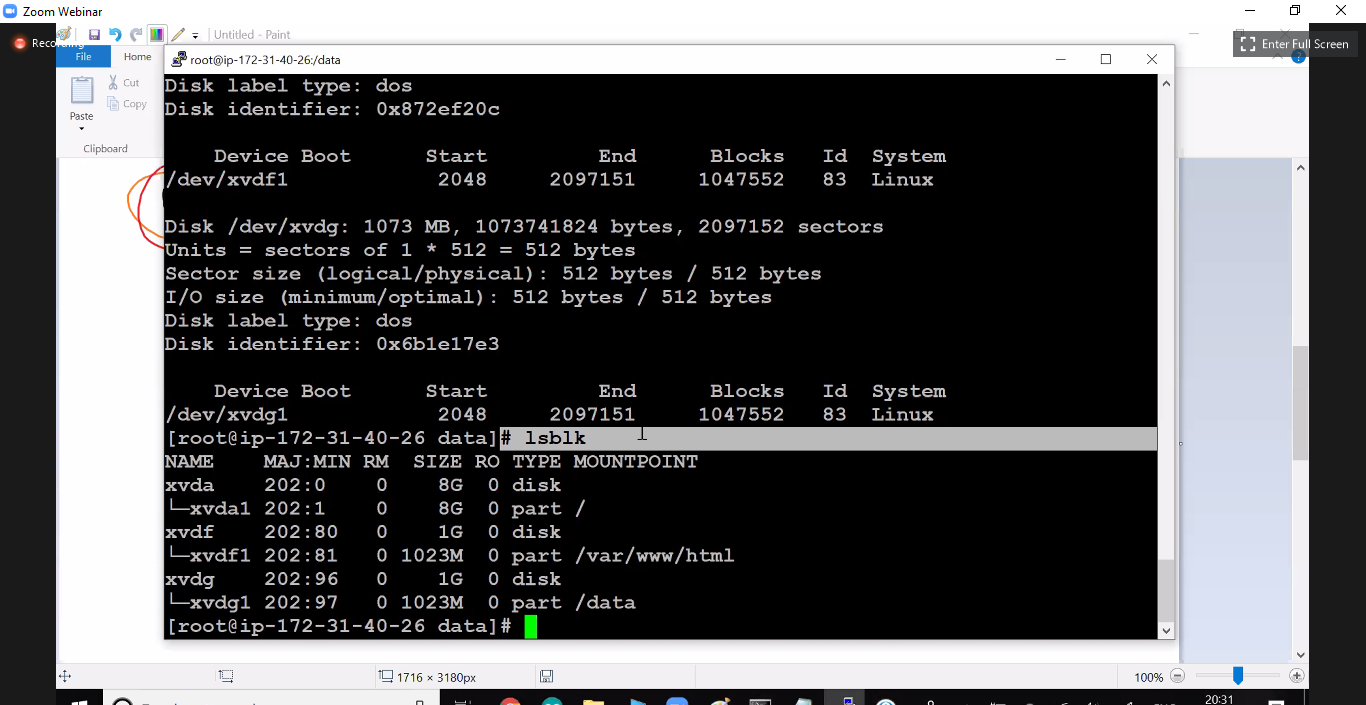 Zoom Webinar
Untitled - Paint
Recording
Enter Full Screen
File
Home
root@ip-172-31-40-26:/data
Cut
Copy
Paste
Clipboard
Disk label type: dos
Disk identifier: 0x872ef20c
Device Boot Start End Blocks Id System
/dev/xvdf1 2048 2097151 1047552 83 Linux
Disk /dev/xvdg: 1073 MB, 1073741824 bytes, 2097152 sectors
Units = sectors of 1 * 512 = 512 bytes
Sector size (logical/physical): 512 bytes / 512 bytes
I/O size (minimum/optimal): 512 bytes / 512 bytes
Disk label type: dos
Disk identifier: 0x6b1e17e3
Device Boot Start End Blocks Id System
/dev/xvdg1 2048 2097151 1047552 83 Linux
[root@ip-172-31-40-26 data]# lsblk
NAME MAJ:MIN RM SIZE RO TYPE MOUNTPOINT
xvda 202:0 0 8G 0 disk
└─xvda1 202:1 0 8G 0 part /
xvdf 202:80 0 1G 0 disk
└─xvdf1 202:81 0 1023M 0 part /var/www/html
xvdg 202:96 0 1G 0 disk
└─xvdg1 202:97 0 1023M 0 part /data
[root@ip-172-31-40-26 data]#
1716 × 3180px
100%
20:31